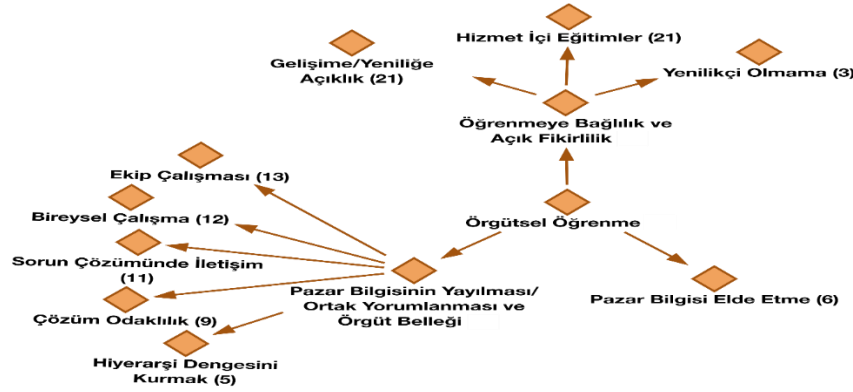 Hizmet İçi Eğitimler (21)
Gelişime/Yeniliğe
Açıklık (21)
Yenilikçi Olmama (3)
Öğrenmeye Bağlılık ve
Açık Fikirlilik
Ekip Çalışması (13)
Bireysel Çalışma (12)
Örgütsel Öğrenme
Sorun Çözümünde İletişim
(11)
Pazar Bilgisinin Yayılması/
Ortak Yorumlanması ve
Örgüt Belleği
Pazar Bilgisi Elde Etme (6)
Çözüm Odaklılık (9)
Hiyerarşi Dengesini
Kurmak (5)